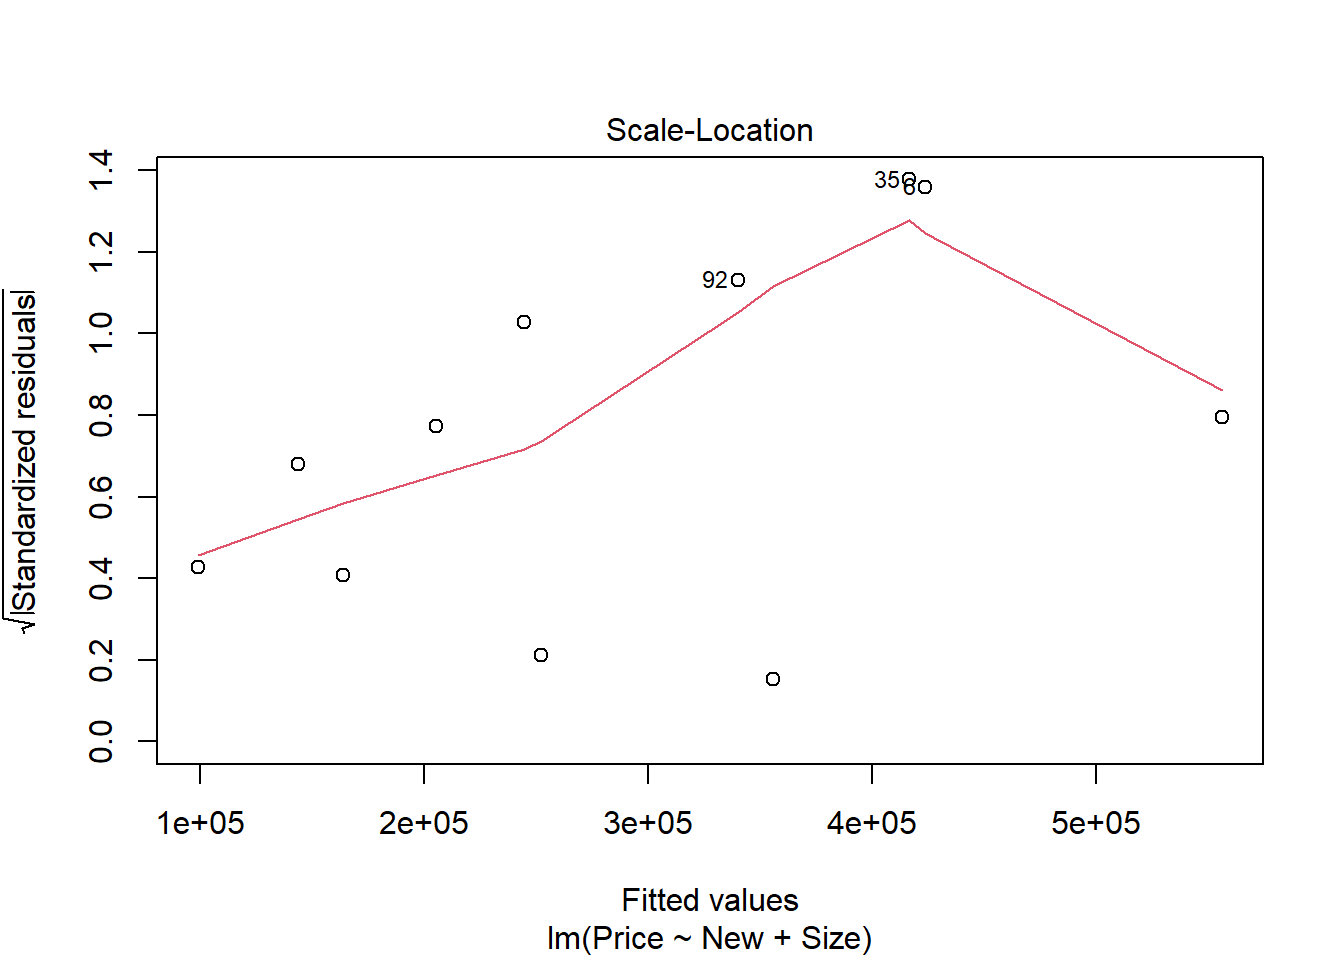 Scale-Location
√|Standardized residuals|
1.4
1.2
1.0
0.8
0.6
0.4
0.2
0.0
35
6
92
1e+05 2e+05 3e+05 4e+05 5e+05
Fitted values
lm(Price ~ New + Size)